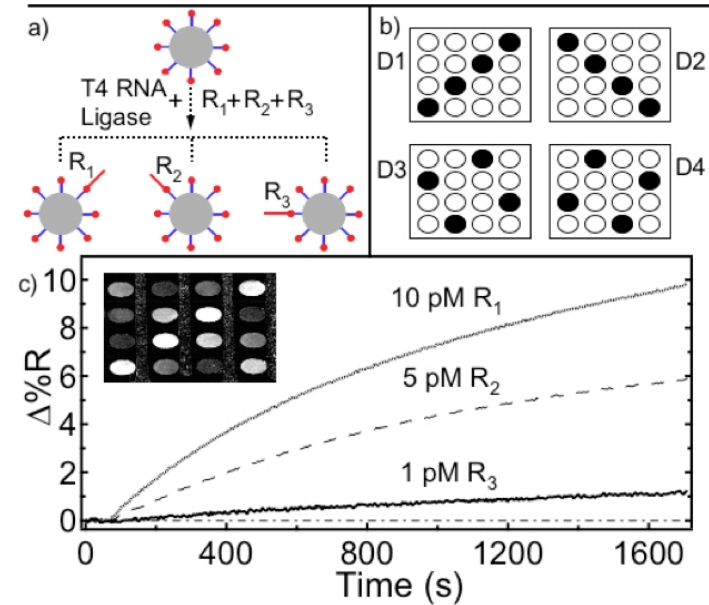 a)
T4 RNA
Ligase
+
R1+R2+R3
R1
R2
R3
b)
D1
D2
D3
D4
c)
Δ%R
10
8
6
4
2
0
10 pM R1
5 pM R2
1 pM R3
0
400
800
1200
1600
Time (s)